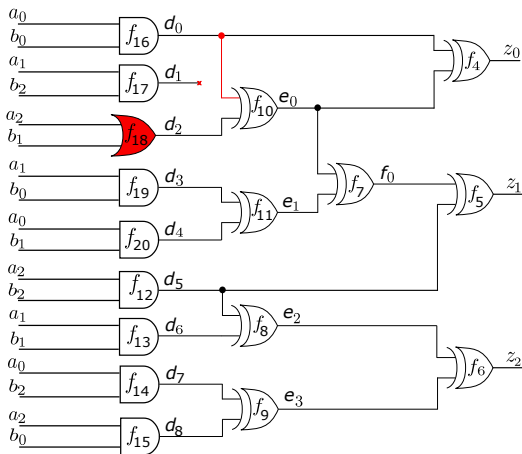 a₀ d₀
b₀ f₁₆ f₄ z₀
a₁ d₁
b₂ f₁₇ f₁₀ e₀
a₂ d₂
b₁ f₁₈
a₁ d₃ f₇ f₀
b₀ f₁₉ f₅ z₁
a₀ d₄ f₁₁ e₁
b₁ f₂₀
a₂ d₅
b₂ f₁₂
a₁ d₆ f₈ e₂
b₁ f₁₃
a₀ d₇ f₆ z₂
b₂ f₁₄ f₉ e₃
a₂ d₈
b₀ f₁₅